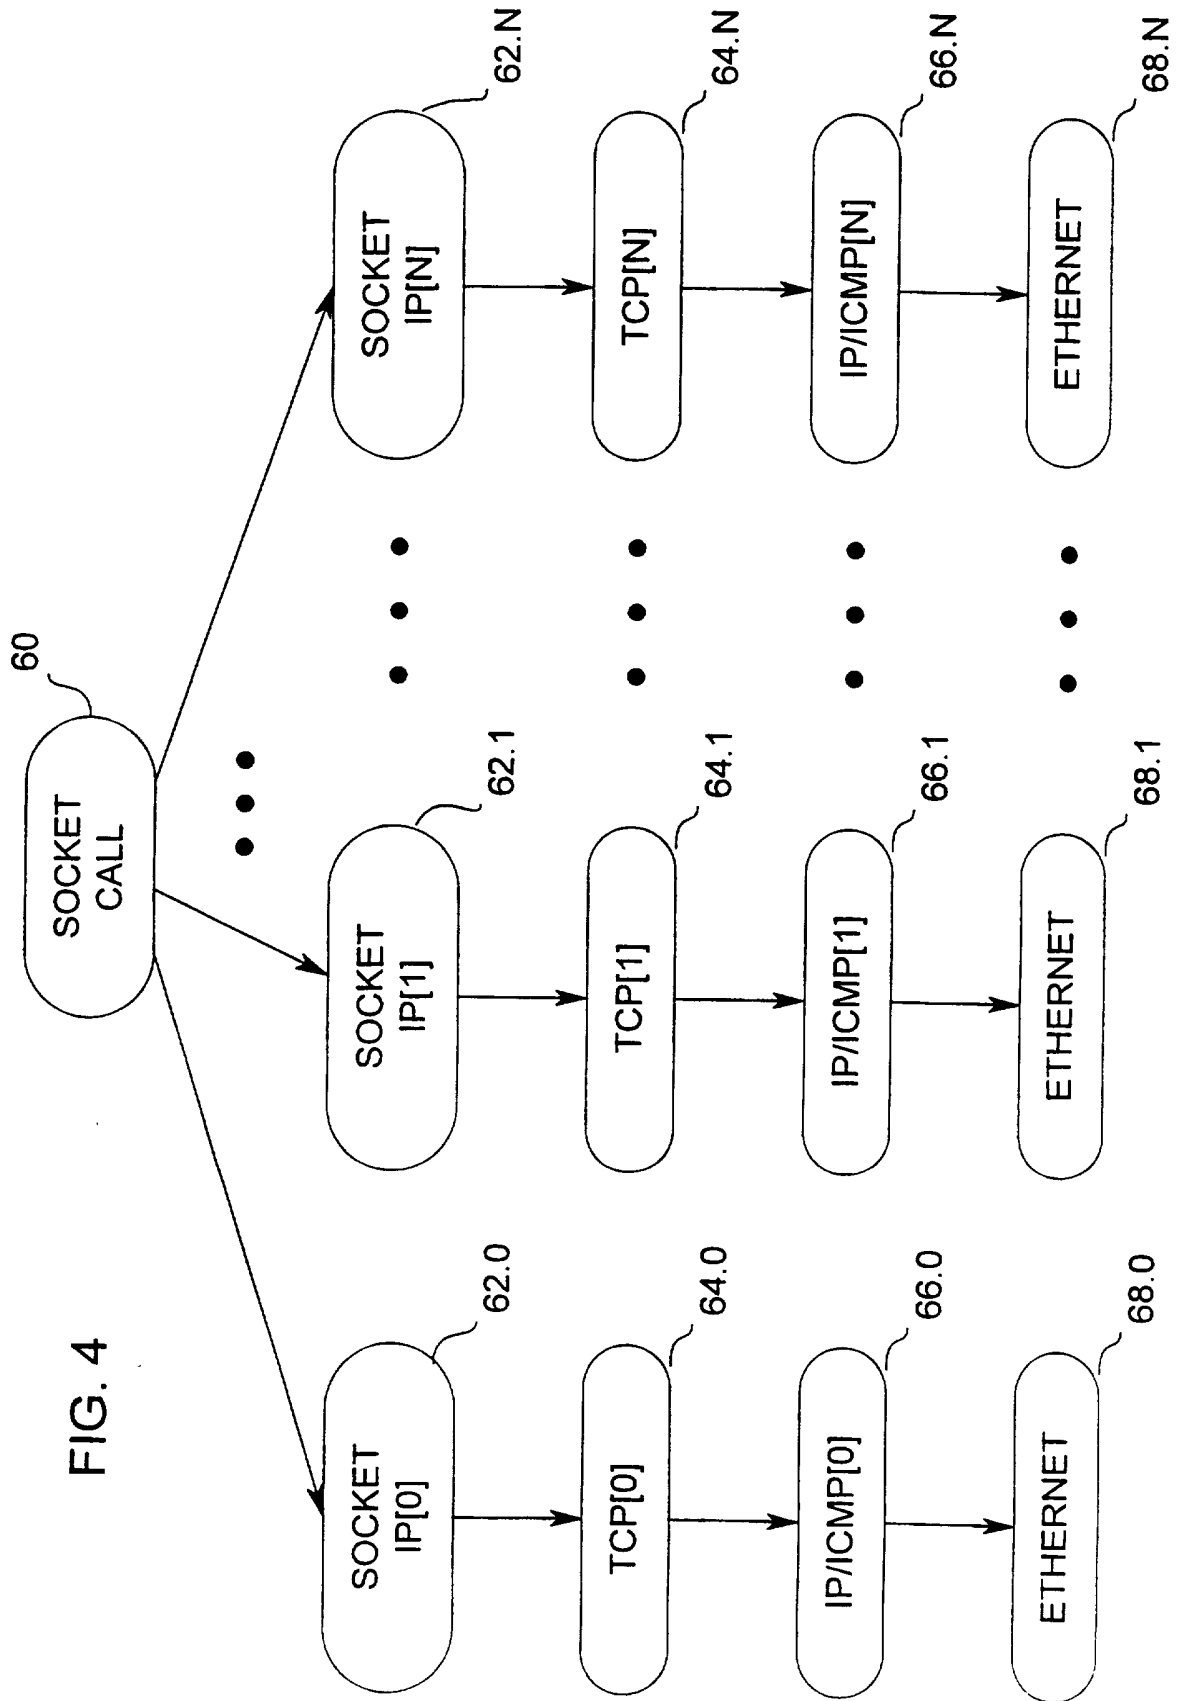 FIG. 4
SOCKET
CALL
60
SOCKET
IP[0]
62.0
SOCKET
IP[1]
62.1
SOCKET
IP[N]
62.N
TCP[0]
64.0
TCP[1]
64.1
TCP[N]
64.N
IP/ICMP[0]
66.0
IP/ICMP[1]
66.1
IP/ICMP[N]
66.N
ETHERNET
68.0
ETHERNET
68.1
ETHERNET
68.N